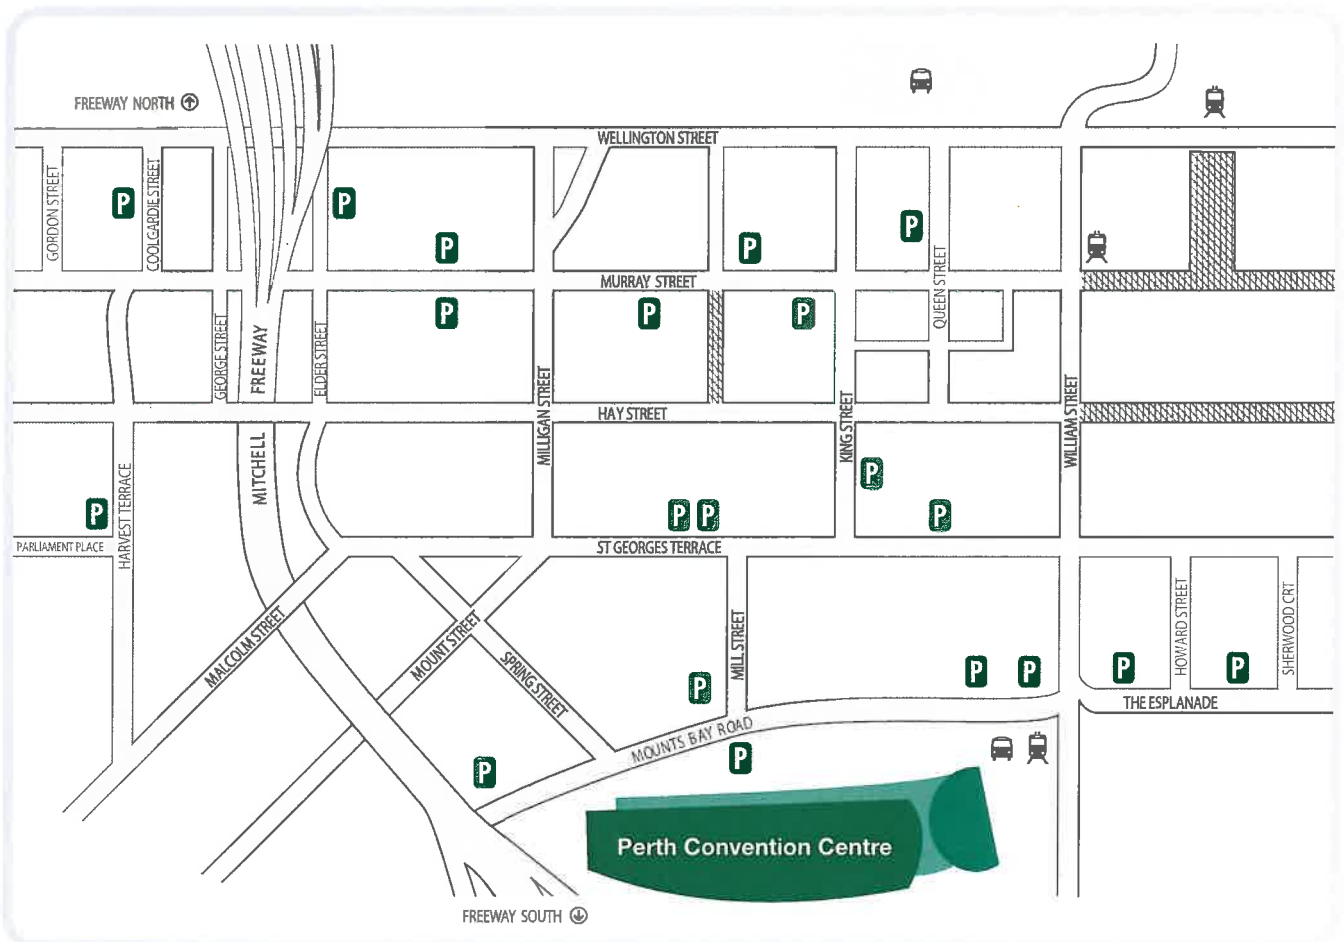 FREEWAY NORTH
WELLINGTON STREET
GORDON STREET
COOLGARDIE STREET
P
P
P
P
P
QUEEN STREET
MURRAY STREET
P
P
P
GEORGE STREET
FREEWAY
ELDER STREET
MILLIGAN STREET
HAY STREET
KING STREET
WILLIAM STREET
MITCHELL
HARVEST TERRACE
P
P
P
P
P
PARLIAMENT PLACE
ST GEORGES TERRACE
MALCOLM STREET
MOUNT STREET
SPRING STREET
MILL STREET
HOWARD STREET
SHERWOOD CRT
P
P
P
P
P
THE ESPLANADE
MOUNTS BAY ROAD
P
P
Perth Convention Centre
FREEWAY SOUTH